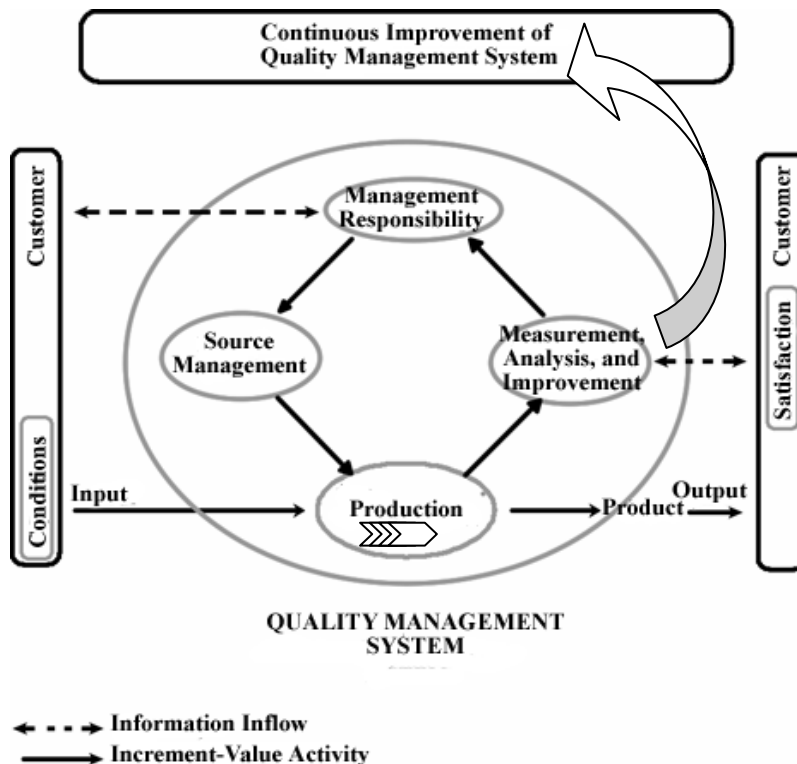 Continuous Improvement of
Quality Management System
Customer
Conditions
Management
Responsibility
Source
Management
Measurement,
Analysis, and
Improvement
Customer
Satisfaction
Input
Production
Product
Output
QUALITY MANAGEMENT
SYSTEM
Information Inflow
Increment-Value Activity